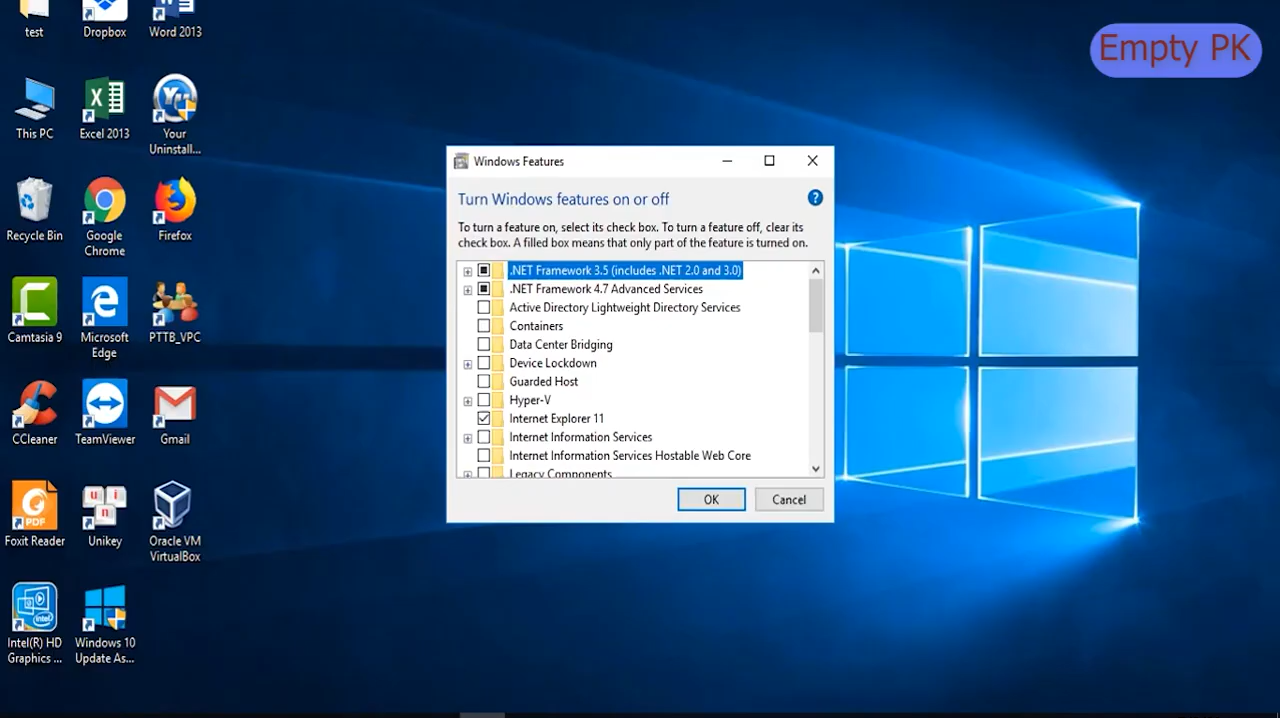 test
Dropbox
Word 2013
Empty PK
This PC
Excel 2013
Your
Uninstall...
Recycle Bin
Google
Chrome
Firefox
Camtasia 9
Microsoft
Edge
PTTB_VPC
CCleaner
TeamViewer
Gmail
PDF
Foxit Reader
u i
n
Unikey
Oracle VM
VirtualBox
intel
Intel(R) HD
Graphics ...
Windows 10
Update As...
Windows Features
Turn Windows features on or off
?
To turn a feature on, select its check box. To turn a feature off, clear its
check box. A filled box means that only part of the feature is turned on.
.NET Framework 3.5 (includes .NET 2.0 and 3.0)
.NET Framework 4.7 Advanced Services
Active Directory Lightweight Directory Services
Containers
Data Center Bridging
Device Lockdown
Guarded Host
Hyper-V
Internet Explorer 11
Internet Information Services
Internet Information Services Hostable Web Core
Legacy Components
OK
Cancel